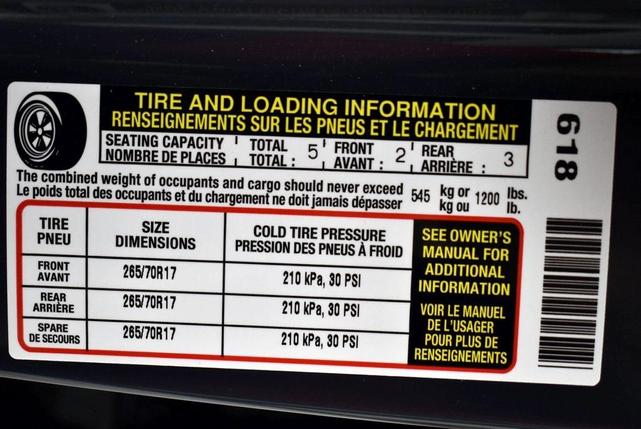 TIRE AND LOADING INFORMATION
RENSEIGNEMENTS SUR LES PNEUS ET LE CHARGEMENT
SEATING CAPACITY TOTAL 5 FRONT 2 REAR 3
NOMBRE DE PLACES TOTAL : AVANT : ARRIÈRE :
The combined weight of occupants and cargo should never exceed 545 kg or 1200 lbs.
Le poids total des occupants et du chargement ne doit jamais dépasser kg ou lb.
TIRE SIZE COLD TIRE PRESSURE
PNEU DIMENSIONS PRESSION DES PNEUS À FROID
FRONT
AVANT
265/70R17 210 kPa, 30 PSI
REAR
ARRIÈRE
265/70R17 210 kPa, 30 PSI
SPARE
DE SECOURS
265/70R17 210 kPa, 30 PSI
SEE OWNER'S
MANUAL FOR
ADDITIONAL
INFORMATION
VOIR LE MANUEL
DE L'USAGER
POUR PLUS DE
RENSEIGNEMENTS
618